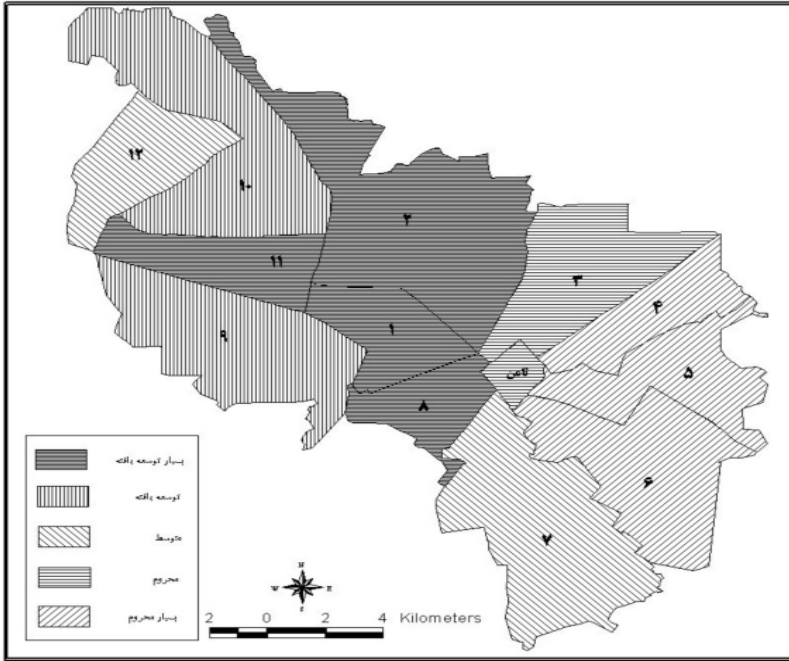 ۱۲
۱۰
۲
۱۱
۳
۴
۹
۱
ثامن
۵
۸
۶
۷
بسیار توسعه یافته
توسعه یافته
متوسط
محروم
بسیار محروم
N
W E
S
2 0 2 4 Kilometers